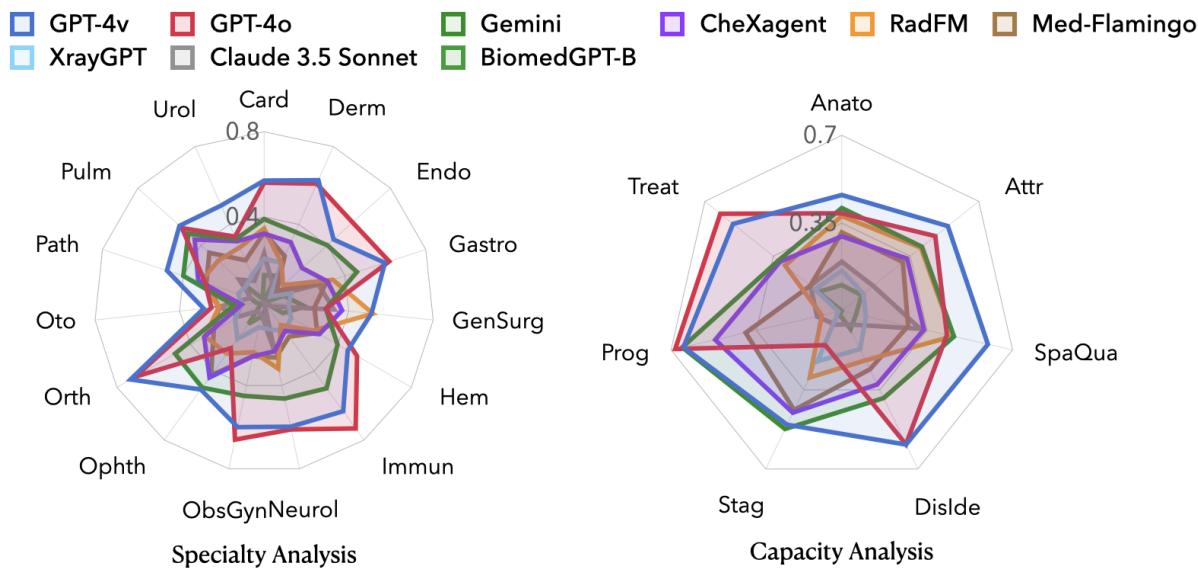 GPT-4v GPT-4o Gemini CheXagent RadFM Med-Flamingo
XrayGPT Claude 3.5 Sonnet BiomedGPT-B
Card
Urol Derm
0.8
Pulm Endo
0.4
Path Gastro
Oto GenSurg
Orth Hem
Ophth Immun
ObsGyn Neurol
Specialty Analysis
Anato
0.7
Treat Attr
0.35
Prog SpaQua
Stag DisIde
Capacity Analysis